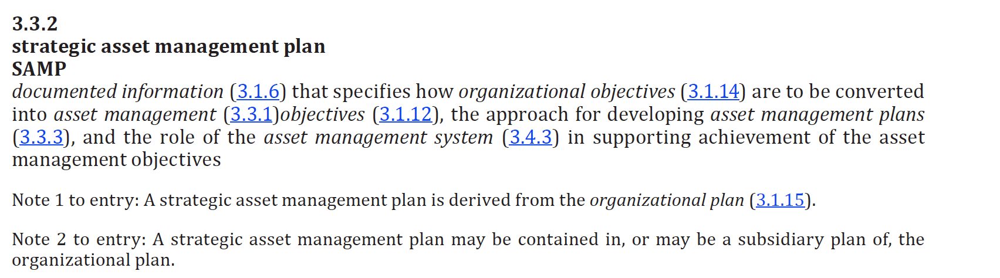 3.3.2
strategic asset management plan
SAMP
documented information (3.1.6) that specifies how organizational objectives (3.1.14) are to be converted
into asset management (3.3.1)objectives (3.1.12), the approach for developing asset management plans
(3.3.3), and the role of the asset management system (3.4.3) in supporting achievement of the asset
management objectives
Note 1 to entry: A strategic asset management plan is derived from the organizational plan (3.1.15).
Note 2 to entry: A strategic asset management plan may be contained in, or may be a subsidiary plan of, the
organizational plan.